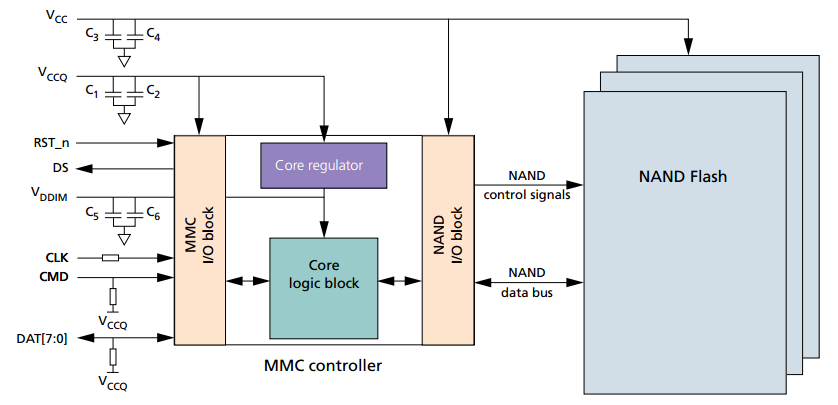 VCC
C3
C4
VCCQ
C1
C2
RST_n
DS
VDDIM
C5
C6
CLK
CMD
VCCQ
DAT[7:0]
VCCQ
MMC
I/O block
Core regulator
Core
logic block
NAND
I/O block
MMC controller
NAND
control signals
NAND
data bus
NAND Flash